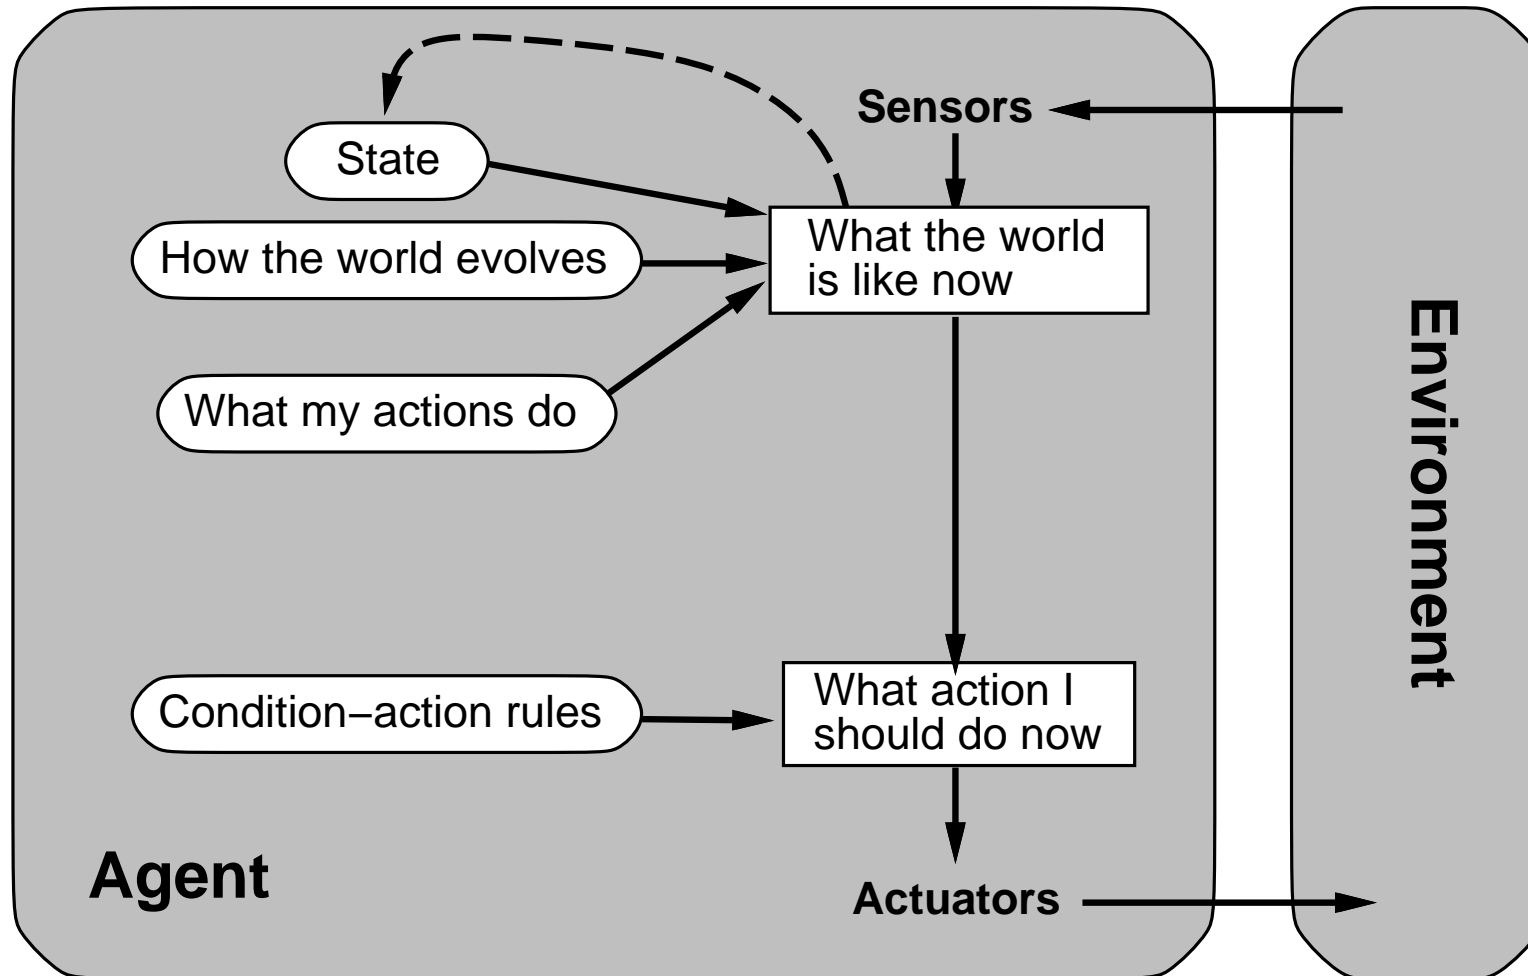 Sensors
State
What the world
is like now
How the world evolves
What my actions do
Environment
Condition−action rules
What action I
should do now
Agent
Actuators